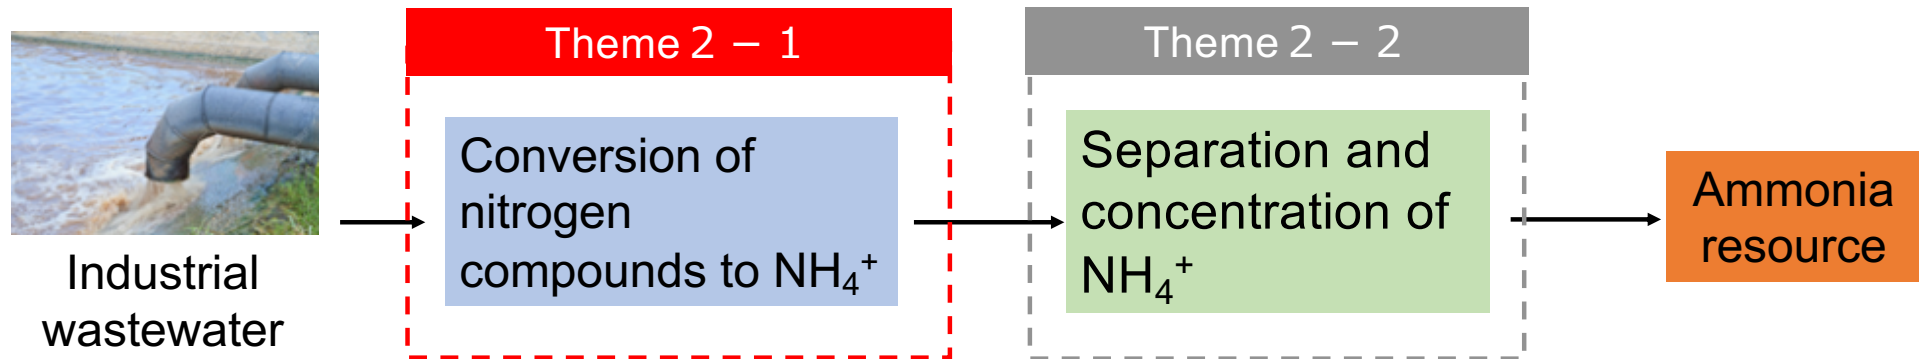 Theme 2 − 1
Theme 2 − 2
Industrial
wastewater
Conversion of
nitrogen
compounds to NH₄⁺
Separation and
concentration of
NH₄⁺
Ammonia
resource